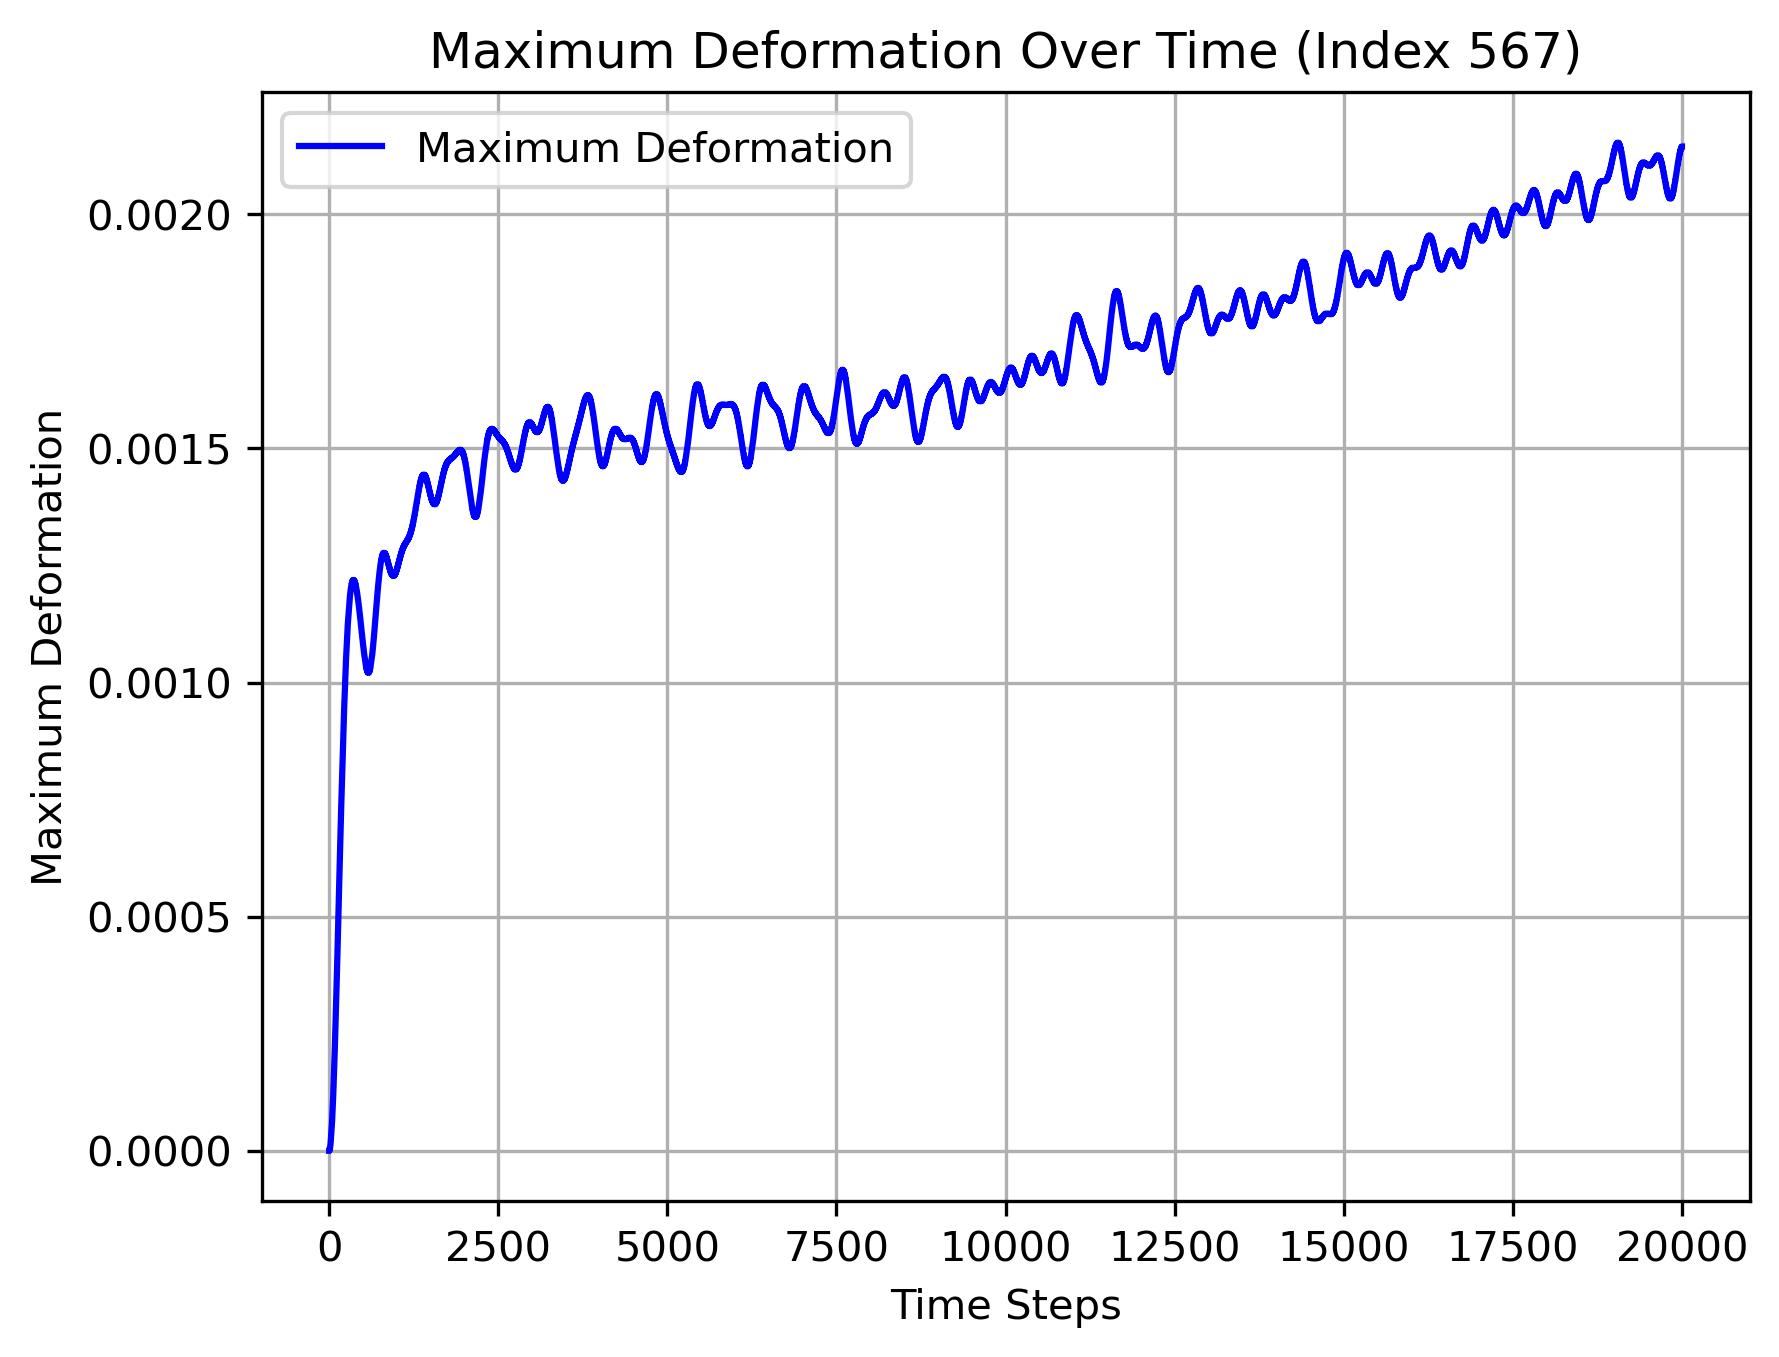 Maximum Deformation Over Time (Index 567)
Maximum Deformation
Maximum Deformation
0.0020
0.0015
0.0010
0.0005
0.0000
0 2500 5000 7500 10000 12500 15000 17500 20000
Time Steps